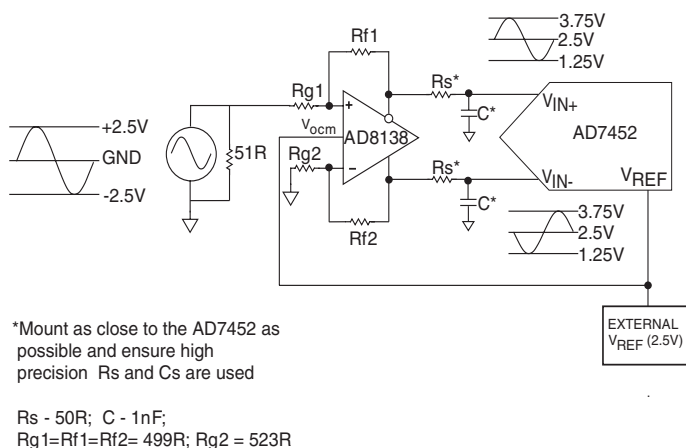 3.75V
2.5V
1.25V
Rf1
Rs*
Rg1
C*
VIN+
+2.5V
+
Vocm
AD8138
AD7452
GND
51R
Rg2
Rs*
VREF
-2.5V
−
VIN-
C*
Rf2
3.75V
2.5V
1.25V
EXTERNAL
VREF (2.5V)
*Mount as close to the AD7452 as
possible and ensure high
precision Rs and Cs are used
Rs - 50R; C - 1nF;
Rg1=Rf1=Rf2= 499R; Rg2 = 523R